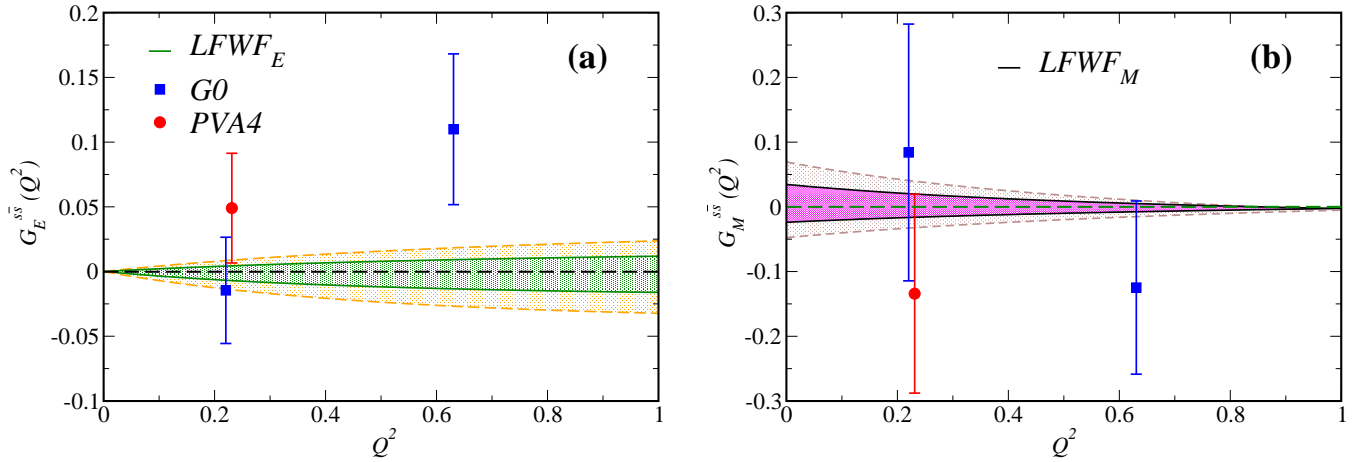 (a)
LFWF_E
G0
PVA4
G_E^{s\bar{s}} (Q^2)
0.2
0.15
0.1
0.05
0
-0.05
-0.1
0 0.2 0.4 0.6 0.8 1
Q^2
(b)
LFWF_M
G_M^{s\bar{s}} (Q^2)
0.3
0.2
0.1
0
-0.1
-0.2
-0.3
0 0.2 0.4 0.6 0.8 1
Q^2